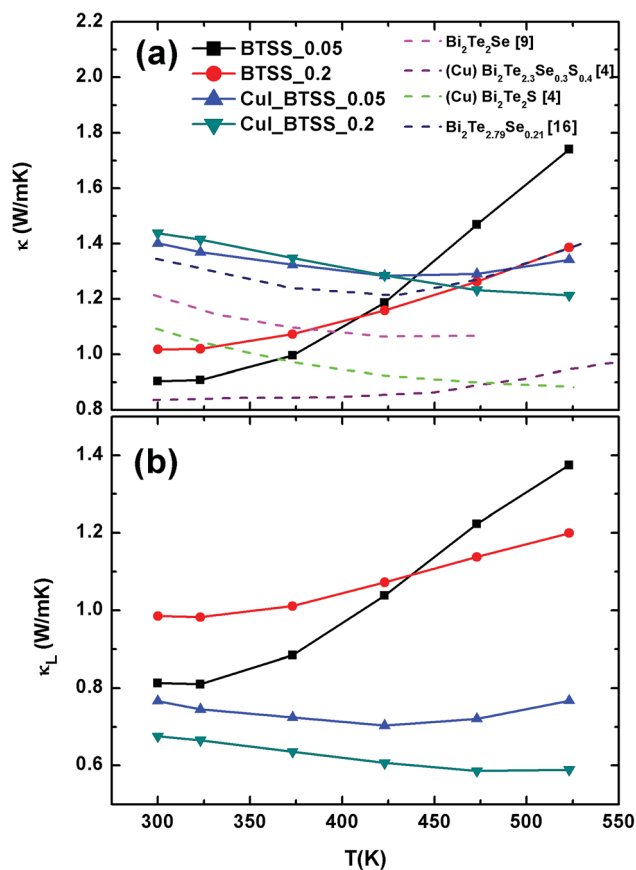 (a)
BTSS_0.05
BTSS_0.2
CuI_BTSS_0.05
CuI_BTSS_0.2
Bi2Te2Se [9]
(Cu) Bi2Te2.3Se0.3S0.4 [4]
(Cu) Bi2Te2S [4]
Bi2Te2.79Se0.21 [16]
κ (W/mK)
2.2
2.0
1.8
1.6
1.4
1.2
1.0
0.8
(b)
κL (W/mK)
1.4
1.2
1.0
0.8
0.6
300 350 400 450 500 550
T(K)